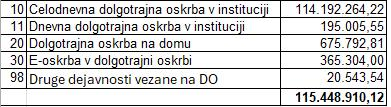 10 Celodnevna dolgotrajna oskrba v instituciji 114.192.264,22
11 Dnevna dolgotrajna oskrba v instituciji 195.005,55
20 Dolgotrajna oskrba na domu 675.792,81
30 E-oskrba v dolgotrajni oskrbi 365.304,00
98 Druge dejavnosti vezane na DO 20.543,54
115.448.910,12